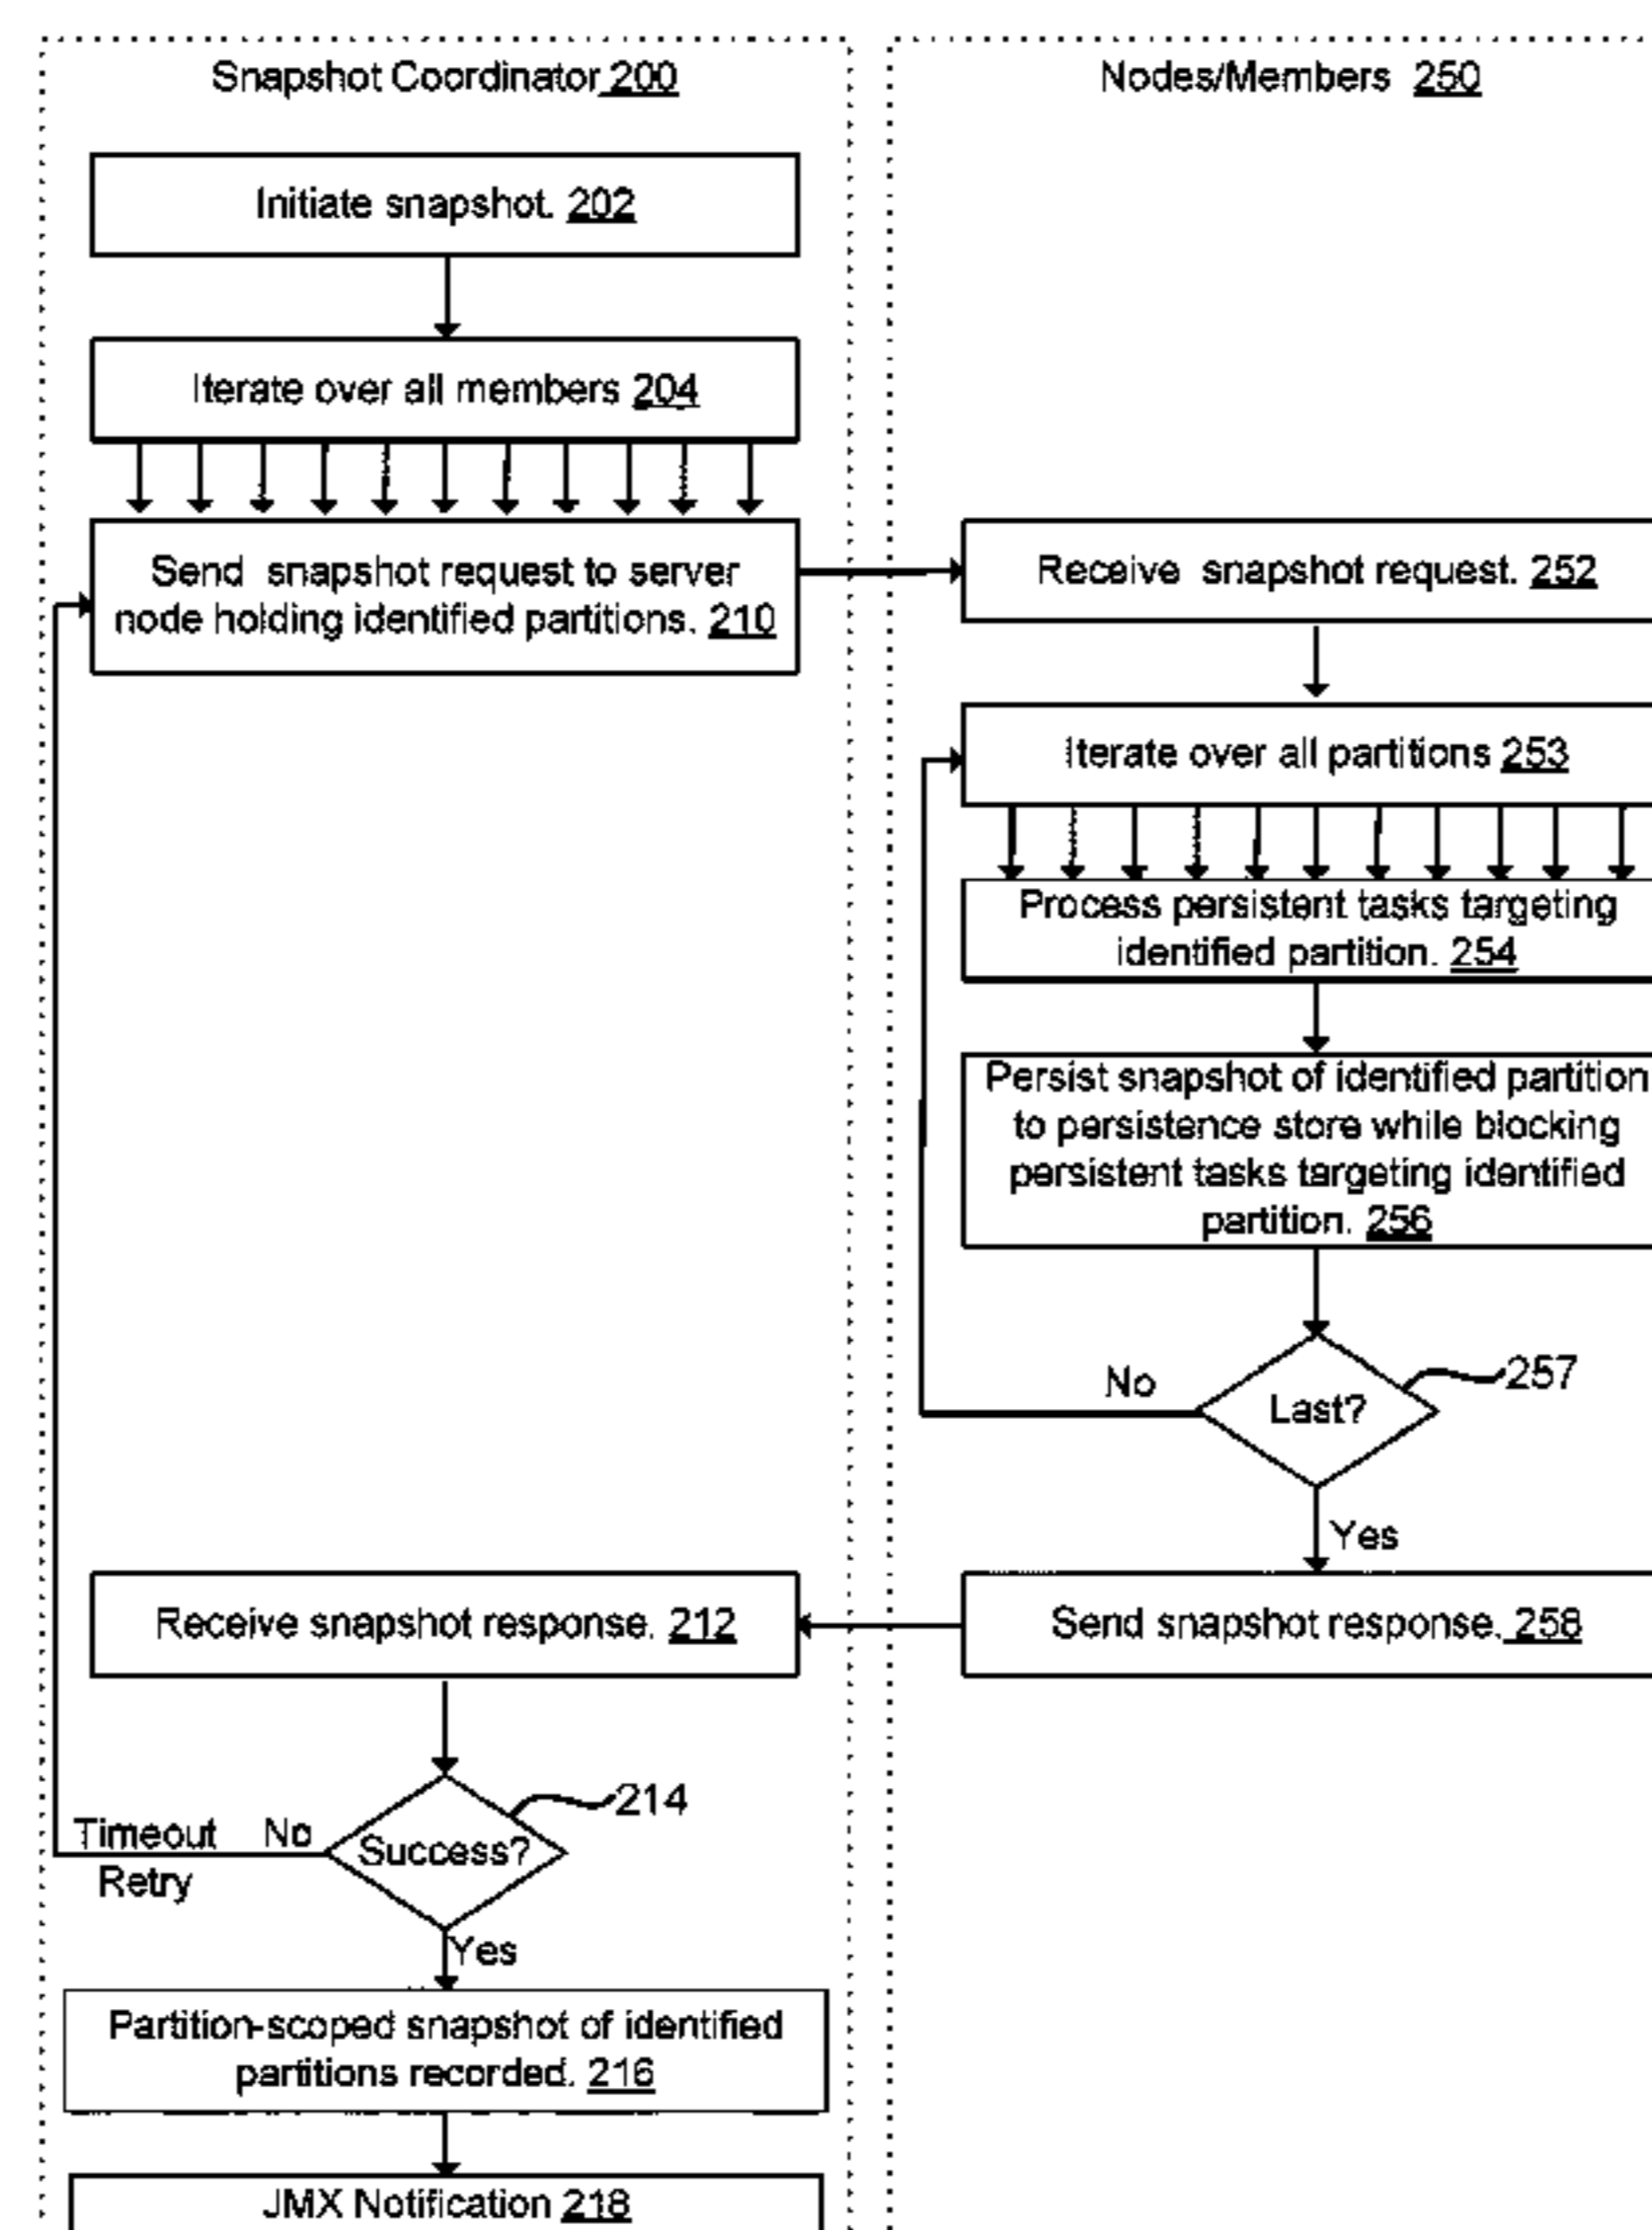 Snapshot Coordinator 200
Initiate snapshot. 202
Iterate over all members 204
Send snapshot request to server
node holding identified partitions. 210
Nodes/Members 250
Receive snapshot request. 252
Iterate over all partitions 253
Process persistent tasks targeting
identified partition. 254
Persist snapshot of identified partition
to persistence store while blocking
persistent tasks targeting identified
partition. 256
Last?
257
No
Yes
Send snapshot response. 258
Receive snapshot response. 212
Success?
214
Timeout
No
Retry
Yes
Partition-scoped snapshot of identified
partitions recorded. 216
JMX Notification 218